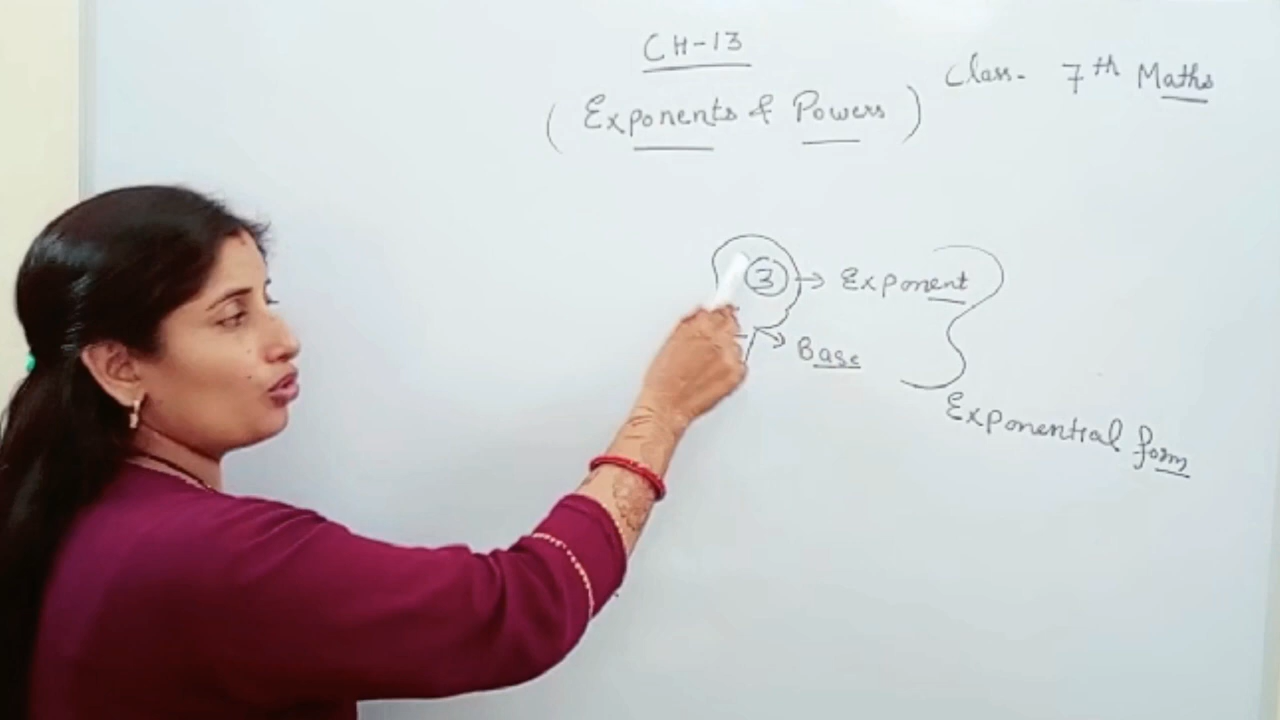 CH-13
( Exponents & Powers )
Class- 7th Maths
3 → Exponent
→ Base
Exponential form